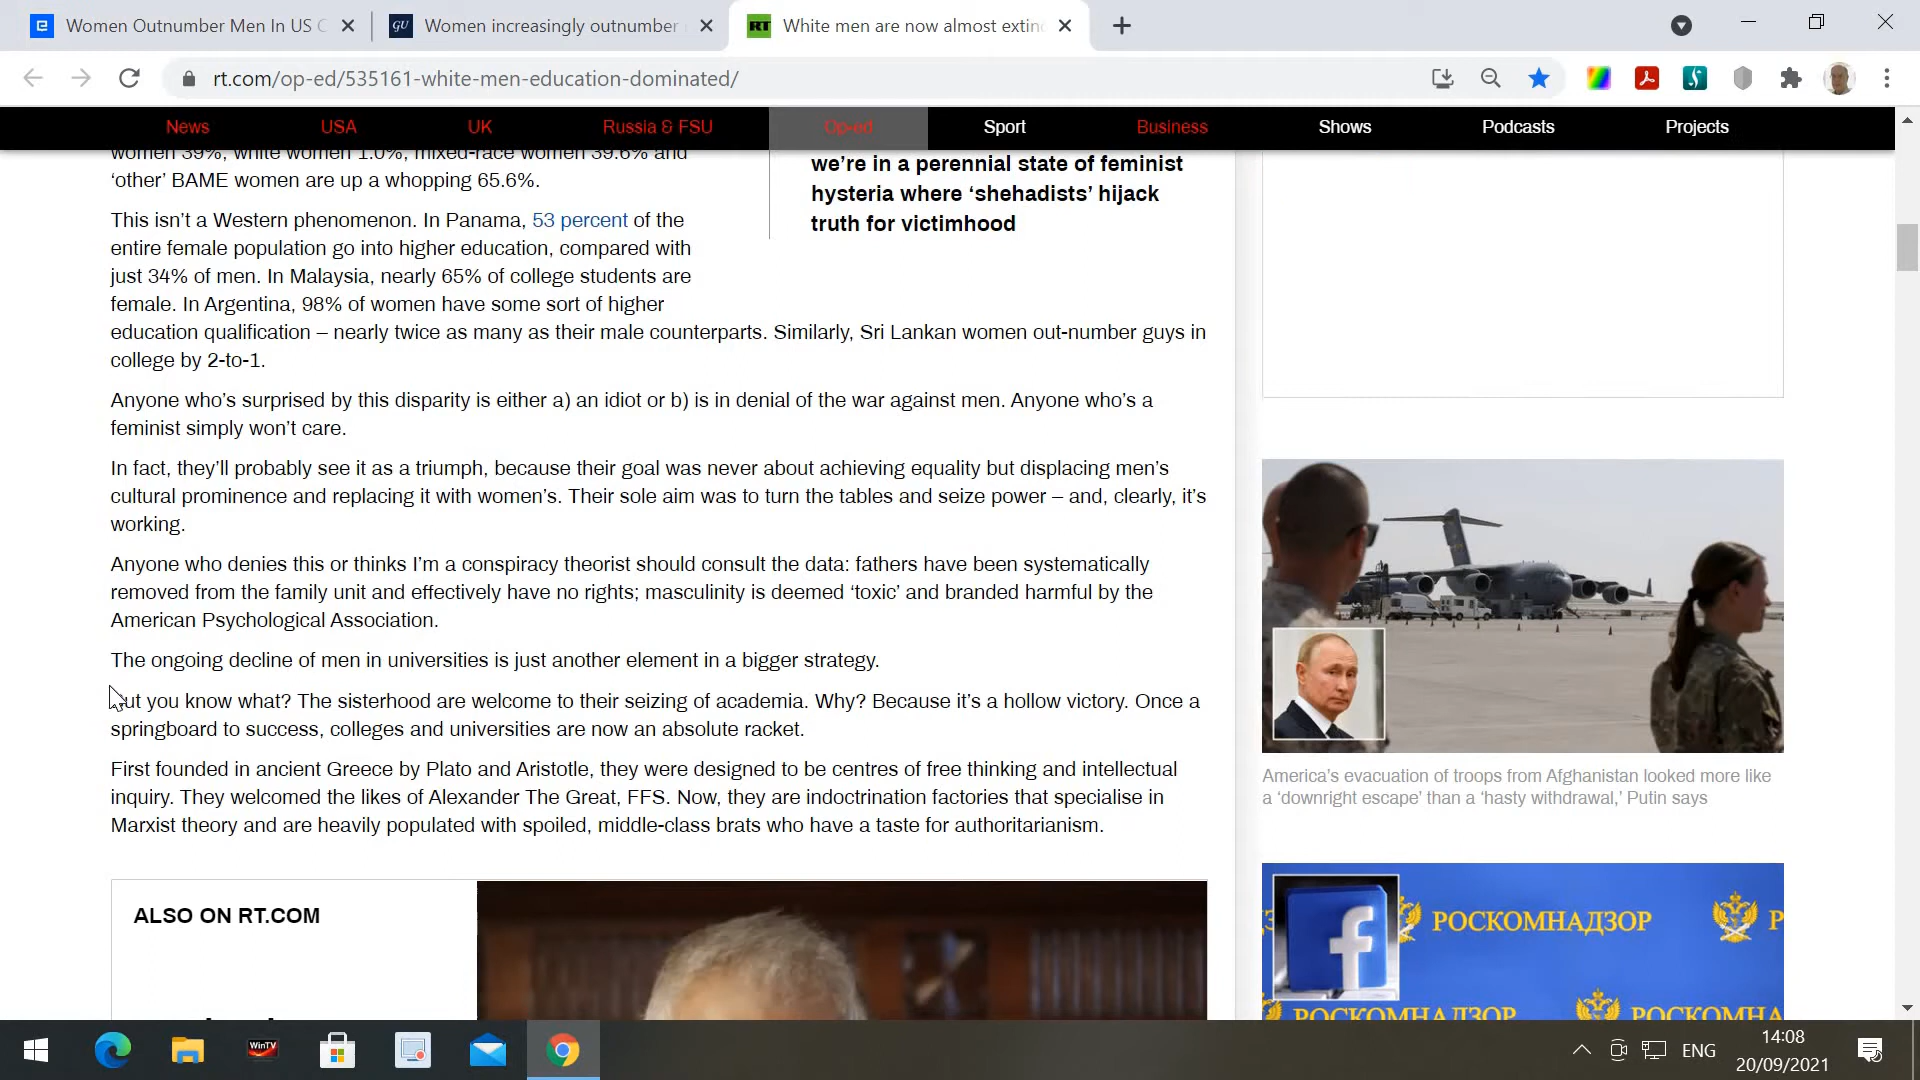 Women Outnumber Men In US C
Women increasingly outnumber
RT
White men are now almost extin
rt.com/op-ed/535161-white-men-education-dominated/
News
USA
UK
Russia & FSU
Op-ed
Sport
Business
Shows
Podcasts
Projects
women 39%, white women 1.0%, mixed-race women 39.6% and
‘other’ BAME women are up a whopping 65.6%.
we’re in a perennial state of feminist
hysteria where ‘shehadists’ hijack
truth for victimhood
This isn’t a Western phenomenon. In Panama, 53 percent of the
entire female population go into higher education, compared with
just 34% of men. In Malaysia, nearly 65% of college students are
female. In Argentina, 98% of women have some sort of higher
education qualification – nearly twice as many as their male counterparts. Similarly, Sri Lankan women out-number guys in
college by 2-to-1.
Anyone who’s surprised by this disparity is either a) an idiot or b) is in denial of the war against men. Anyone who’s a
feminist simply won’t care.
In fact, they’ll probably see it as a triumph, because their goal was never about achieving equality but displacing men’s
cultural prominence and replacing it with women’s. Their sole aim was to turn the tables and seize power – and, clearly, it’s
working.
Anyone who denies this or thinks I’m a conspiracy theorist should consult the data: fathers have been systematically
removed from the family unit and effectively have no rights; masculinity is deemed ‘toxic’ and branded harmful by the
American Psychological Association.
The ongoing decline of men in universities is just another element in a bigger strategy.
But you know what? The sisterhood are welcome to their seizing of academia. Why? Because it’s a hollow victory. Once a
springboard to success, colleges and universities are now an absolute racket.
First founded in ancient Greece by Plato and Aristotle, they were designed to be centres of free thinking and intellectual
inquiry. They welcomed the likes of Alexander The Great, FFS. Now, they are indoctrination factories that specialise in
Marxist theory and are heavily populated with spoiled, middle-class brats who have a taste for authoritarianism.
ALSO ON RT.COM
America’s evacuation of troops from Afghanistan looked more like
a ‘downright escape’ than a ‘hasty withdrawal,’ Putin says
РОСКОМНАДЗОР Р
РОСКОМНАДЗОР РОСКОМНА
WinTV
ENG
14:08
20/09/2021